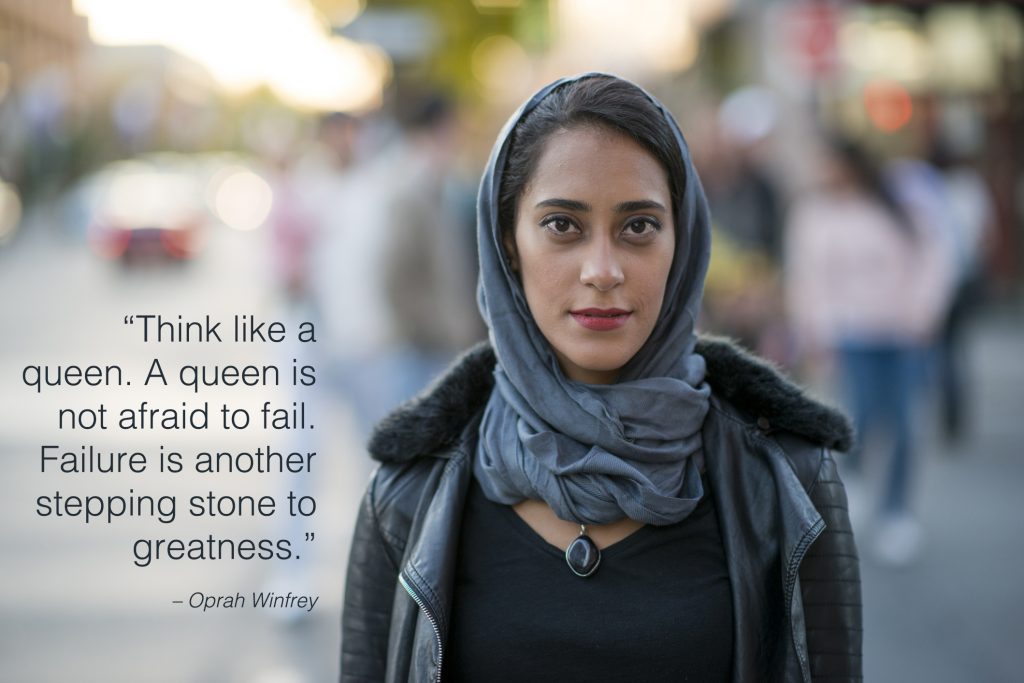 “Think like a
queen. A queen is
not afraid to fail.
Failure is another
stepping stone to
greatness.”
– Oprah Winfrey